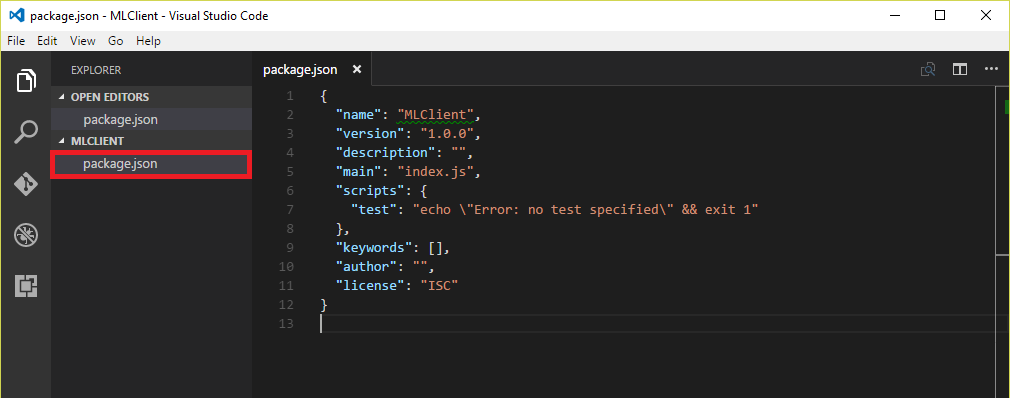 package.json - MLClient - Visual Studio Code
File Edit View Go Help
EXPLORER
OPEN EDITORS
package.json
MLCLIENT
package.json
package.json
1 {
2   "name": "MLClient",
3   "version": "1.0.0",
4   "description": "",
5   "main": "index.js",
6   "scripts": {
7     "test": "echo \"Error: no test specified\" && exit 1"
8   },
9   "keywords": [],
10   "author": "",
11   "license": "ISC"
12 }
13